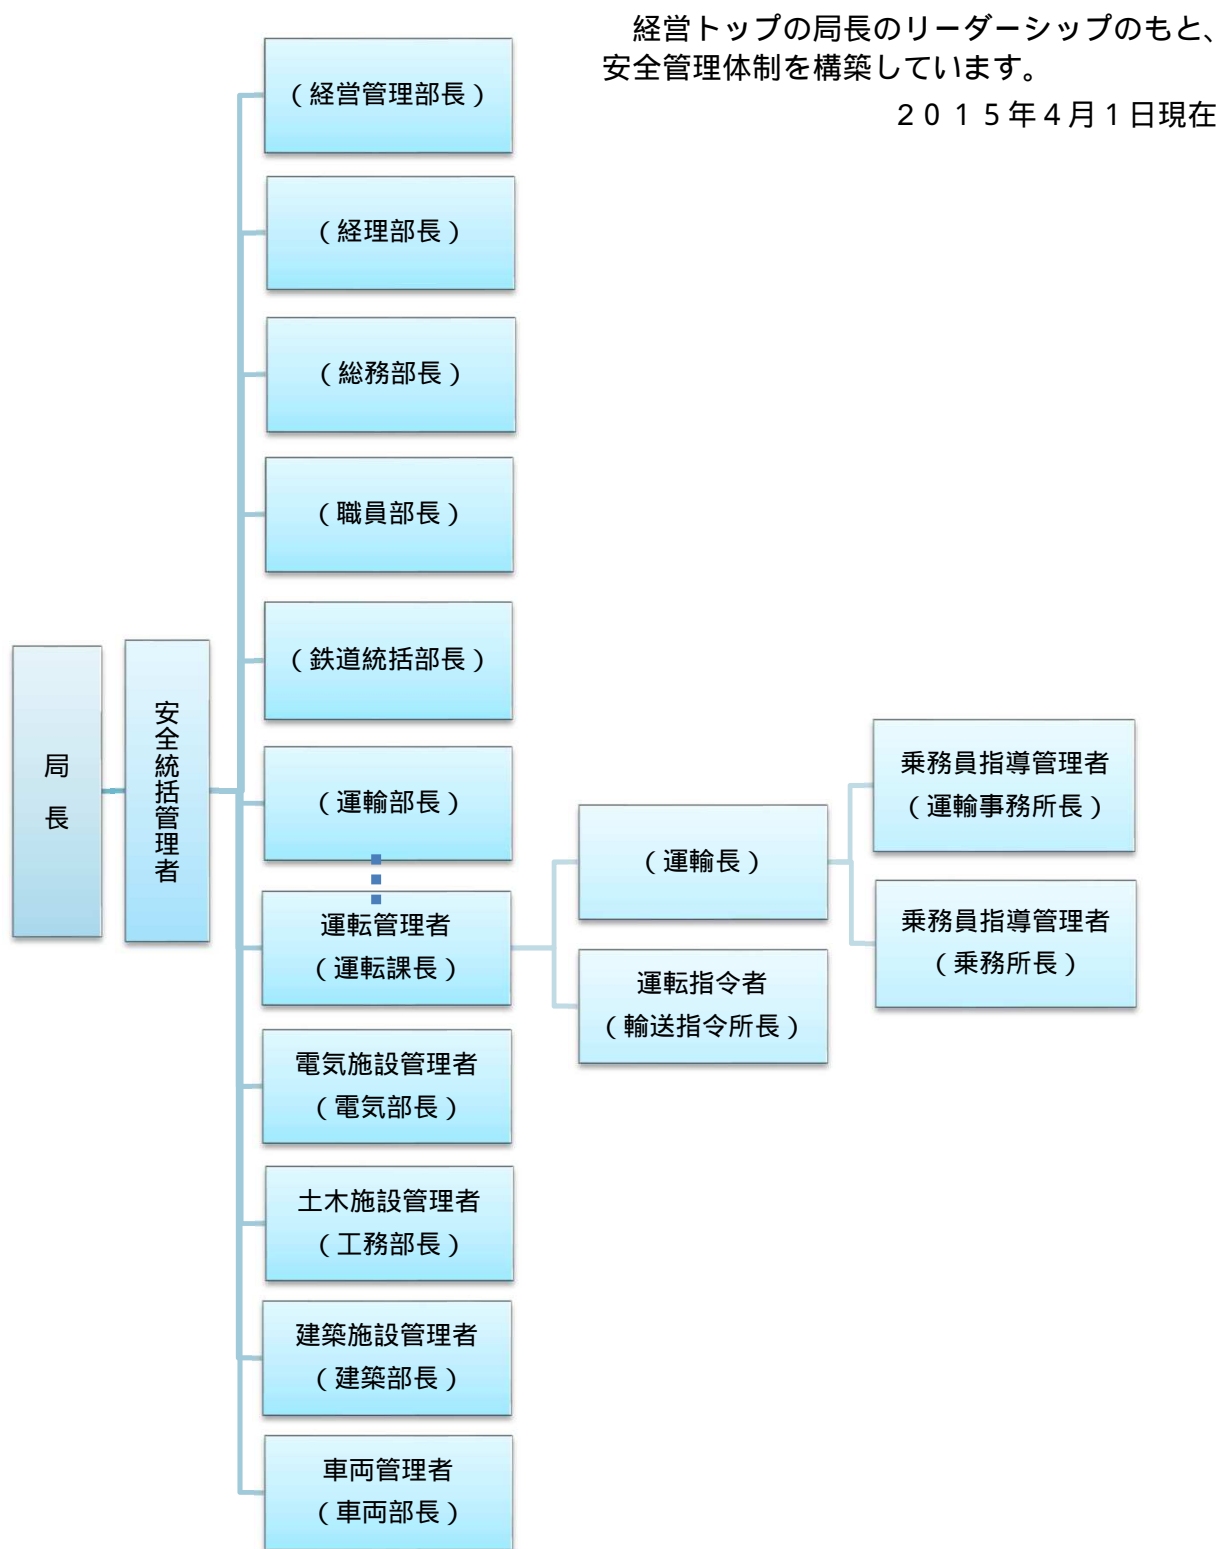 経営トップの局長のリーダーシップのもと、
安全管理体制を構築しています。
２０１５年４月１日現在
局長
安全統括管理者
（経営管理部長）
（経理部長）
（総務部長）
（職員部長）
（鉄道統括部長）
（運輸部長）
運転管理者
（運転課長）
電気施設管理者
（電気部長）
土木施設管理者
（工務部長）
建築施設管理者
（建築部長）
車両管理者
（車両部長）
（運輸長）
運転指令者
（輸送指令所長）
乗務員指導管理者
（運輸事務所長）
乗務員指導管理者
（乗務所長）